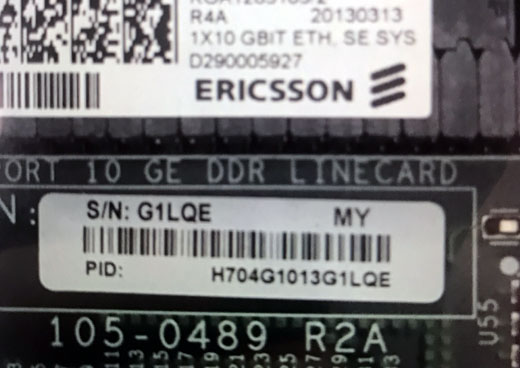 R4A 20130313
1X10 GBIT ETH, SE SYS
D290005927
ERICSSON
ORT 10 GE DDR LINECARD
N:
S/N: G1LQE MY
PID: H704G1013G1LQE
U55
105-0489 R2A